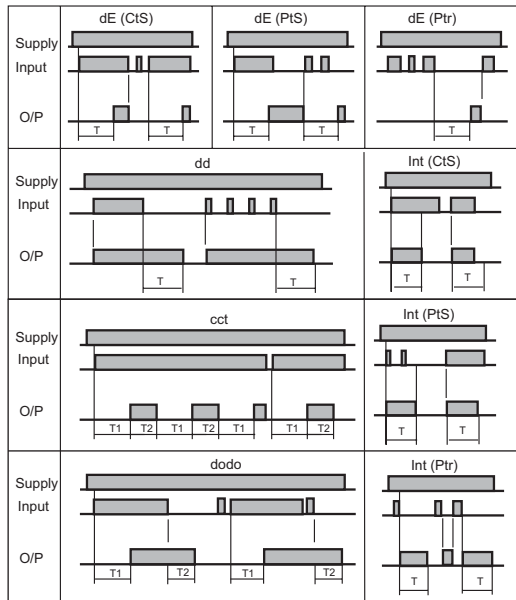 dE (CtS) dE (PtS) dE (Ptr)
Supply
Input
O/P
T T T T T
dd Int (CtS)
Supply
Input
O/P
T T T T
cct Int (PtS)
Supply
Input
O/P
T1 T2 T1 T2 T1 T1 T2 T T
dodo Int (Ptr)
Supply
Input
O/P
T1 T2 T1 T2 T T